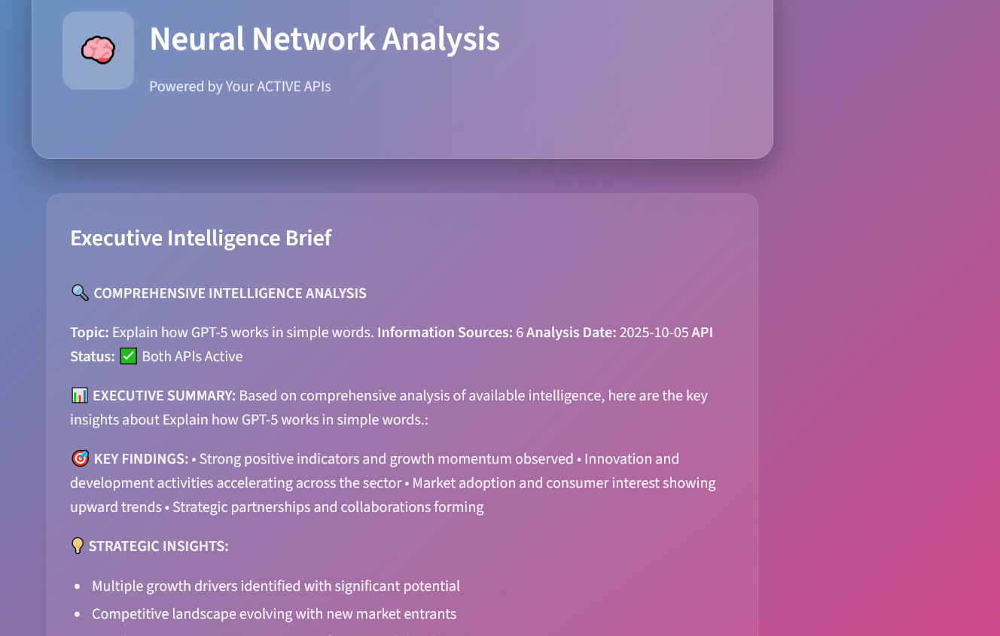 Neural Network Analysis
Powered by Your ACTIVE APIs
Executive Intelligence Brief
COMPREHENSIVE INTELLIGENCE ANALYSIS
Topic: Explain how GPT-5 works in simple words. Information Sources: 6 Analysis Date: 2025-10-05 API
Status: ✅ Both APIs Active
EXECUTIVE SUMMARY: Based on comprehensive analysis of available intelligence, here are the key
insights about Explain how GPT-5 works in simple words.:
KEY FINDINGS: • Strong positive indicators and growth momentum observed • Innovation and
development activities accelerating across the sector • Market adoption and consumer interest showing
upward trends • Strategic partnerships and collaborations forming
STRATEGIC INSIGHTS:
• Multiple growth drivers identified with significant potential
• Competitive landscape evolving with new market entrants